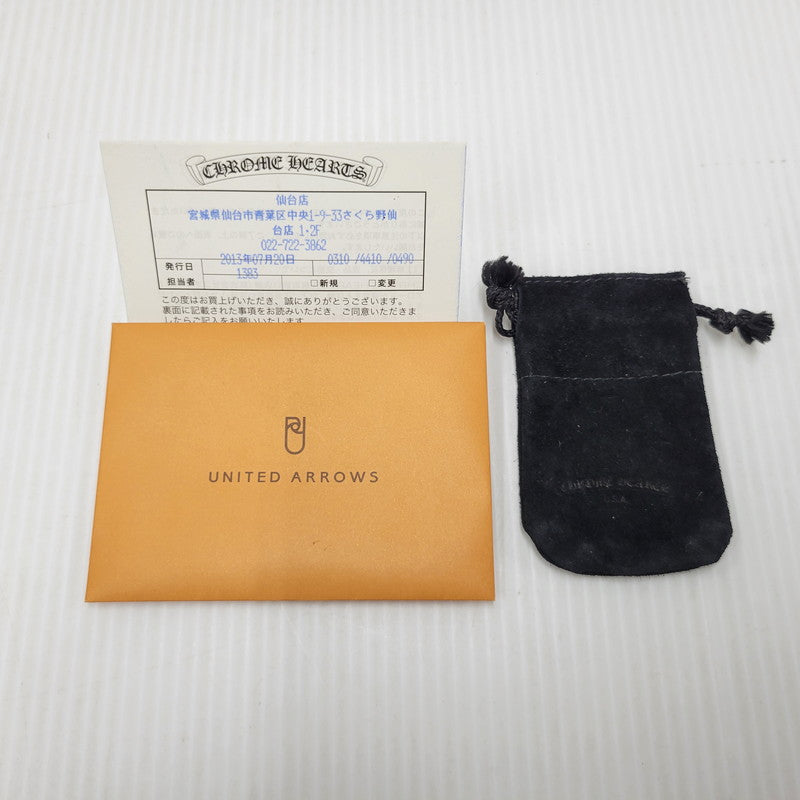 CHROME HEARTS
仙台店
宮城県仙台市青葉区中央1-9-33さくら野仙
台店 1・2F
022-722-3862
発行日 2013年07月20日 0310 /4410 /0490
担当者 1383 □新規 □変更
この度はお買上げいただき、誠にありがとうございます。
裏面に記載された事項をお読みいただき、ご同意いただきま
したらご記入をお願いいたします
UNITED ARROWS
CHROME HEARTS
U.S.A.